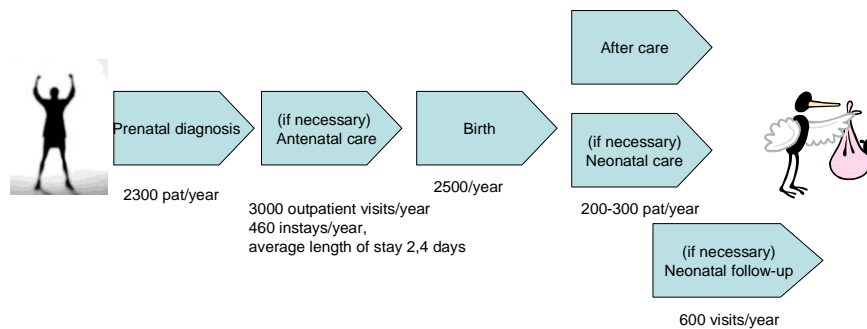 After care
Prenatal diagnosis
(if necessary)
Antenatal care
Birth
(if necessary)
Neonatal care
2300 pat/year
2500/year
3000 outpatient visits/year
460 instays/year,
average length of stay 2,4 days
200-300 pat/year
(if necessary)
Neonatal follow-up
600 visits/year